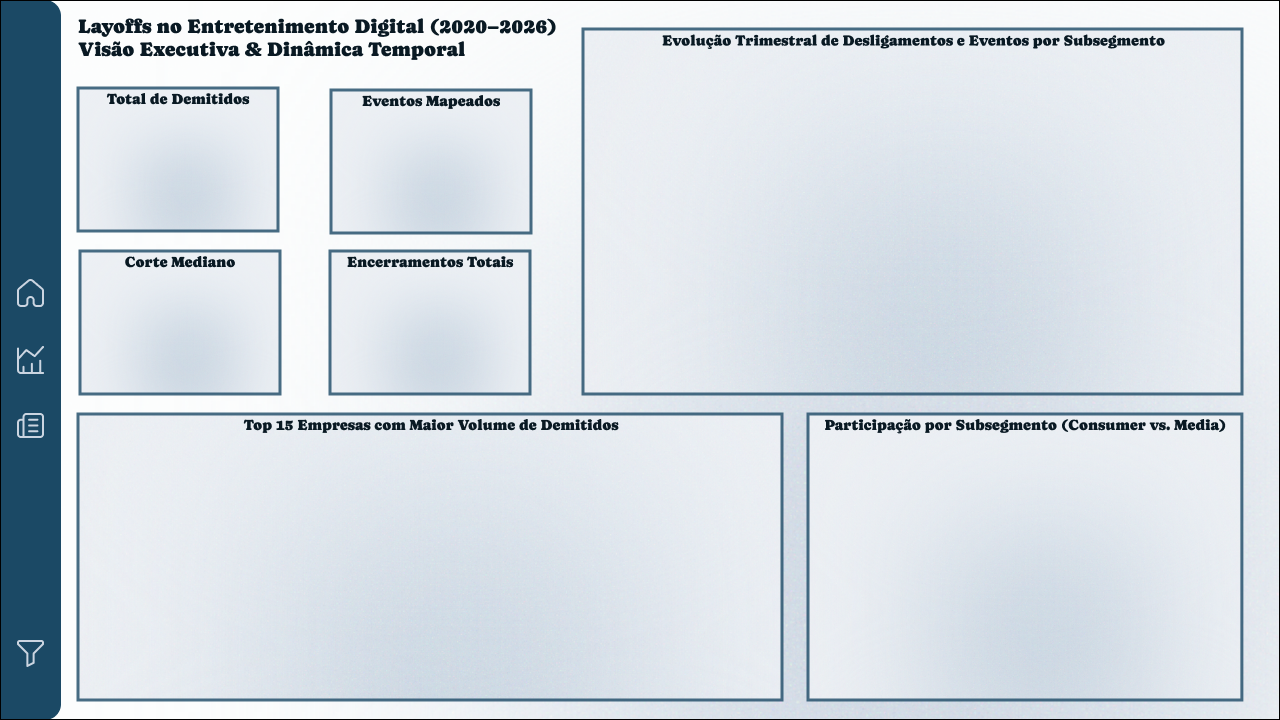 Layoffs no Entretenimento Digital (2020–2026)
Visão Executiva & Dinâmica Temporal
Evolução Trimestral de Desligamentos e Eventos por Subsegmento
Total de Demitidos
Eventos Mapeados
Corte Mediano
Encerramentos Totais
Top 15 Empresas com Maior Volume de Demitidos
Participação por Subsegmento (Consumer vs. Media)